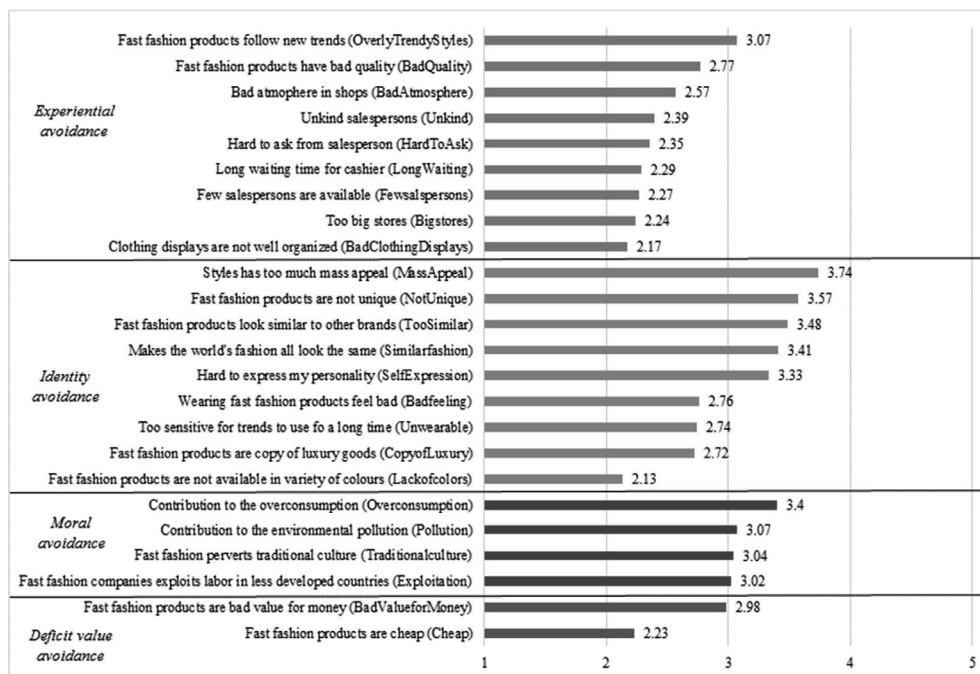 Fast fashion products follow new trends (OverlyTrendyStyles) 3.07
Fast fashion products have bad quality (BadQuality) 2.77
Bad atmophere in shops (BadAtmosphere) 2.57
Experiential
avoidance
Unkind salespersons (Unkind) 2.39
Hard to ask from salesperson (HardToAsk) 2.35
Long waiting time for cashier (LongWaiting) 2.29
Few salespersons are available (Fewsalspersons) 2.27
Too big stores (Bigstores) 2.24
Clothing displays are not well organized (BadClothingDisplays) 2.17
Styles has too much mass appeal (MassAppeal) 3.74
Fast fashion products are not unique (NotUnique) 3.57
Fast fashion products look similar to other brands (TooSimilar) 3.48
Makes the world's fashion all look the same (Similarfashion) 3.41
Identity
avoidance
Hard to express my personality (SelfExpression) 3.33
Wearing fast fashion products feel bad (Badfeeling) 2.76
Too sensitive for trends to use fo a long time (Unwearable) 2.74
Fast fashion products are copy of luxury goods (CopyofLuxury) 2.72
Fast fashion products are not available in variety of colours (Lackofcolors) 2.13
Moral
avoidance
Contribution to the overconsumption (Overconsumption) 3.4
Contribution to the environmental pollution (Pollution) 3.07
Fast fashion perverts traditional culture (Traditionalculture) 3.04
Fast fashion companies exploits labor in less developed countries (Exploitation) 3.02
Fast fashion products are bad value for money (BadValueforMoney) 2.98
Deficit value
avoidance
Fast fashion products are cheap (Cheap) 2.23
1 2 3 4 5